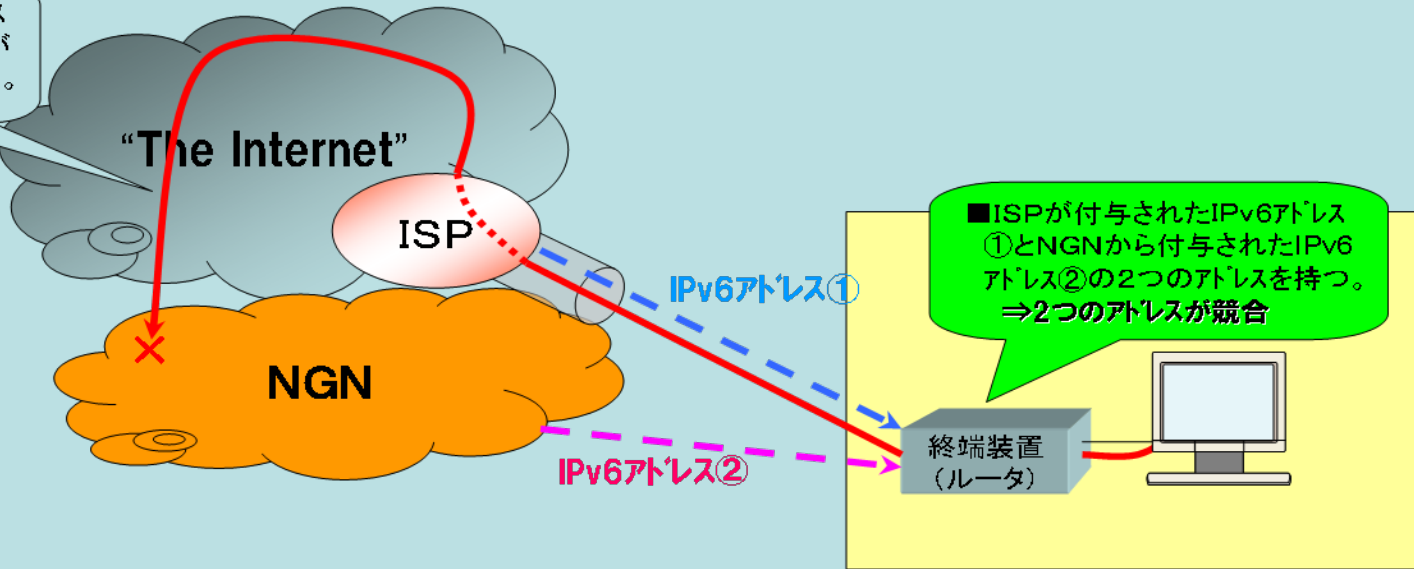 ス
が
。
“The Internet”
ISP
NGN
IPv6アドレス①
IPv6アドレス②
■ISPが付与されたIPv6アドレス
①とNGNから付与されたIPv6
アドレス②の2つのアドレスを持つ。
⇒2つのアドレスが競合
終端装置
(ルータ)